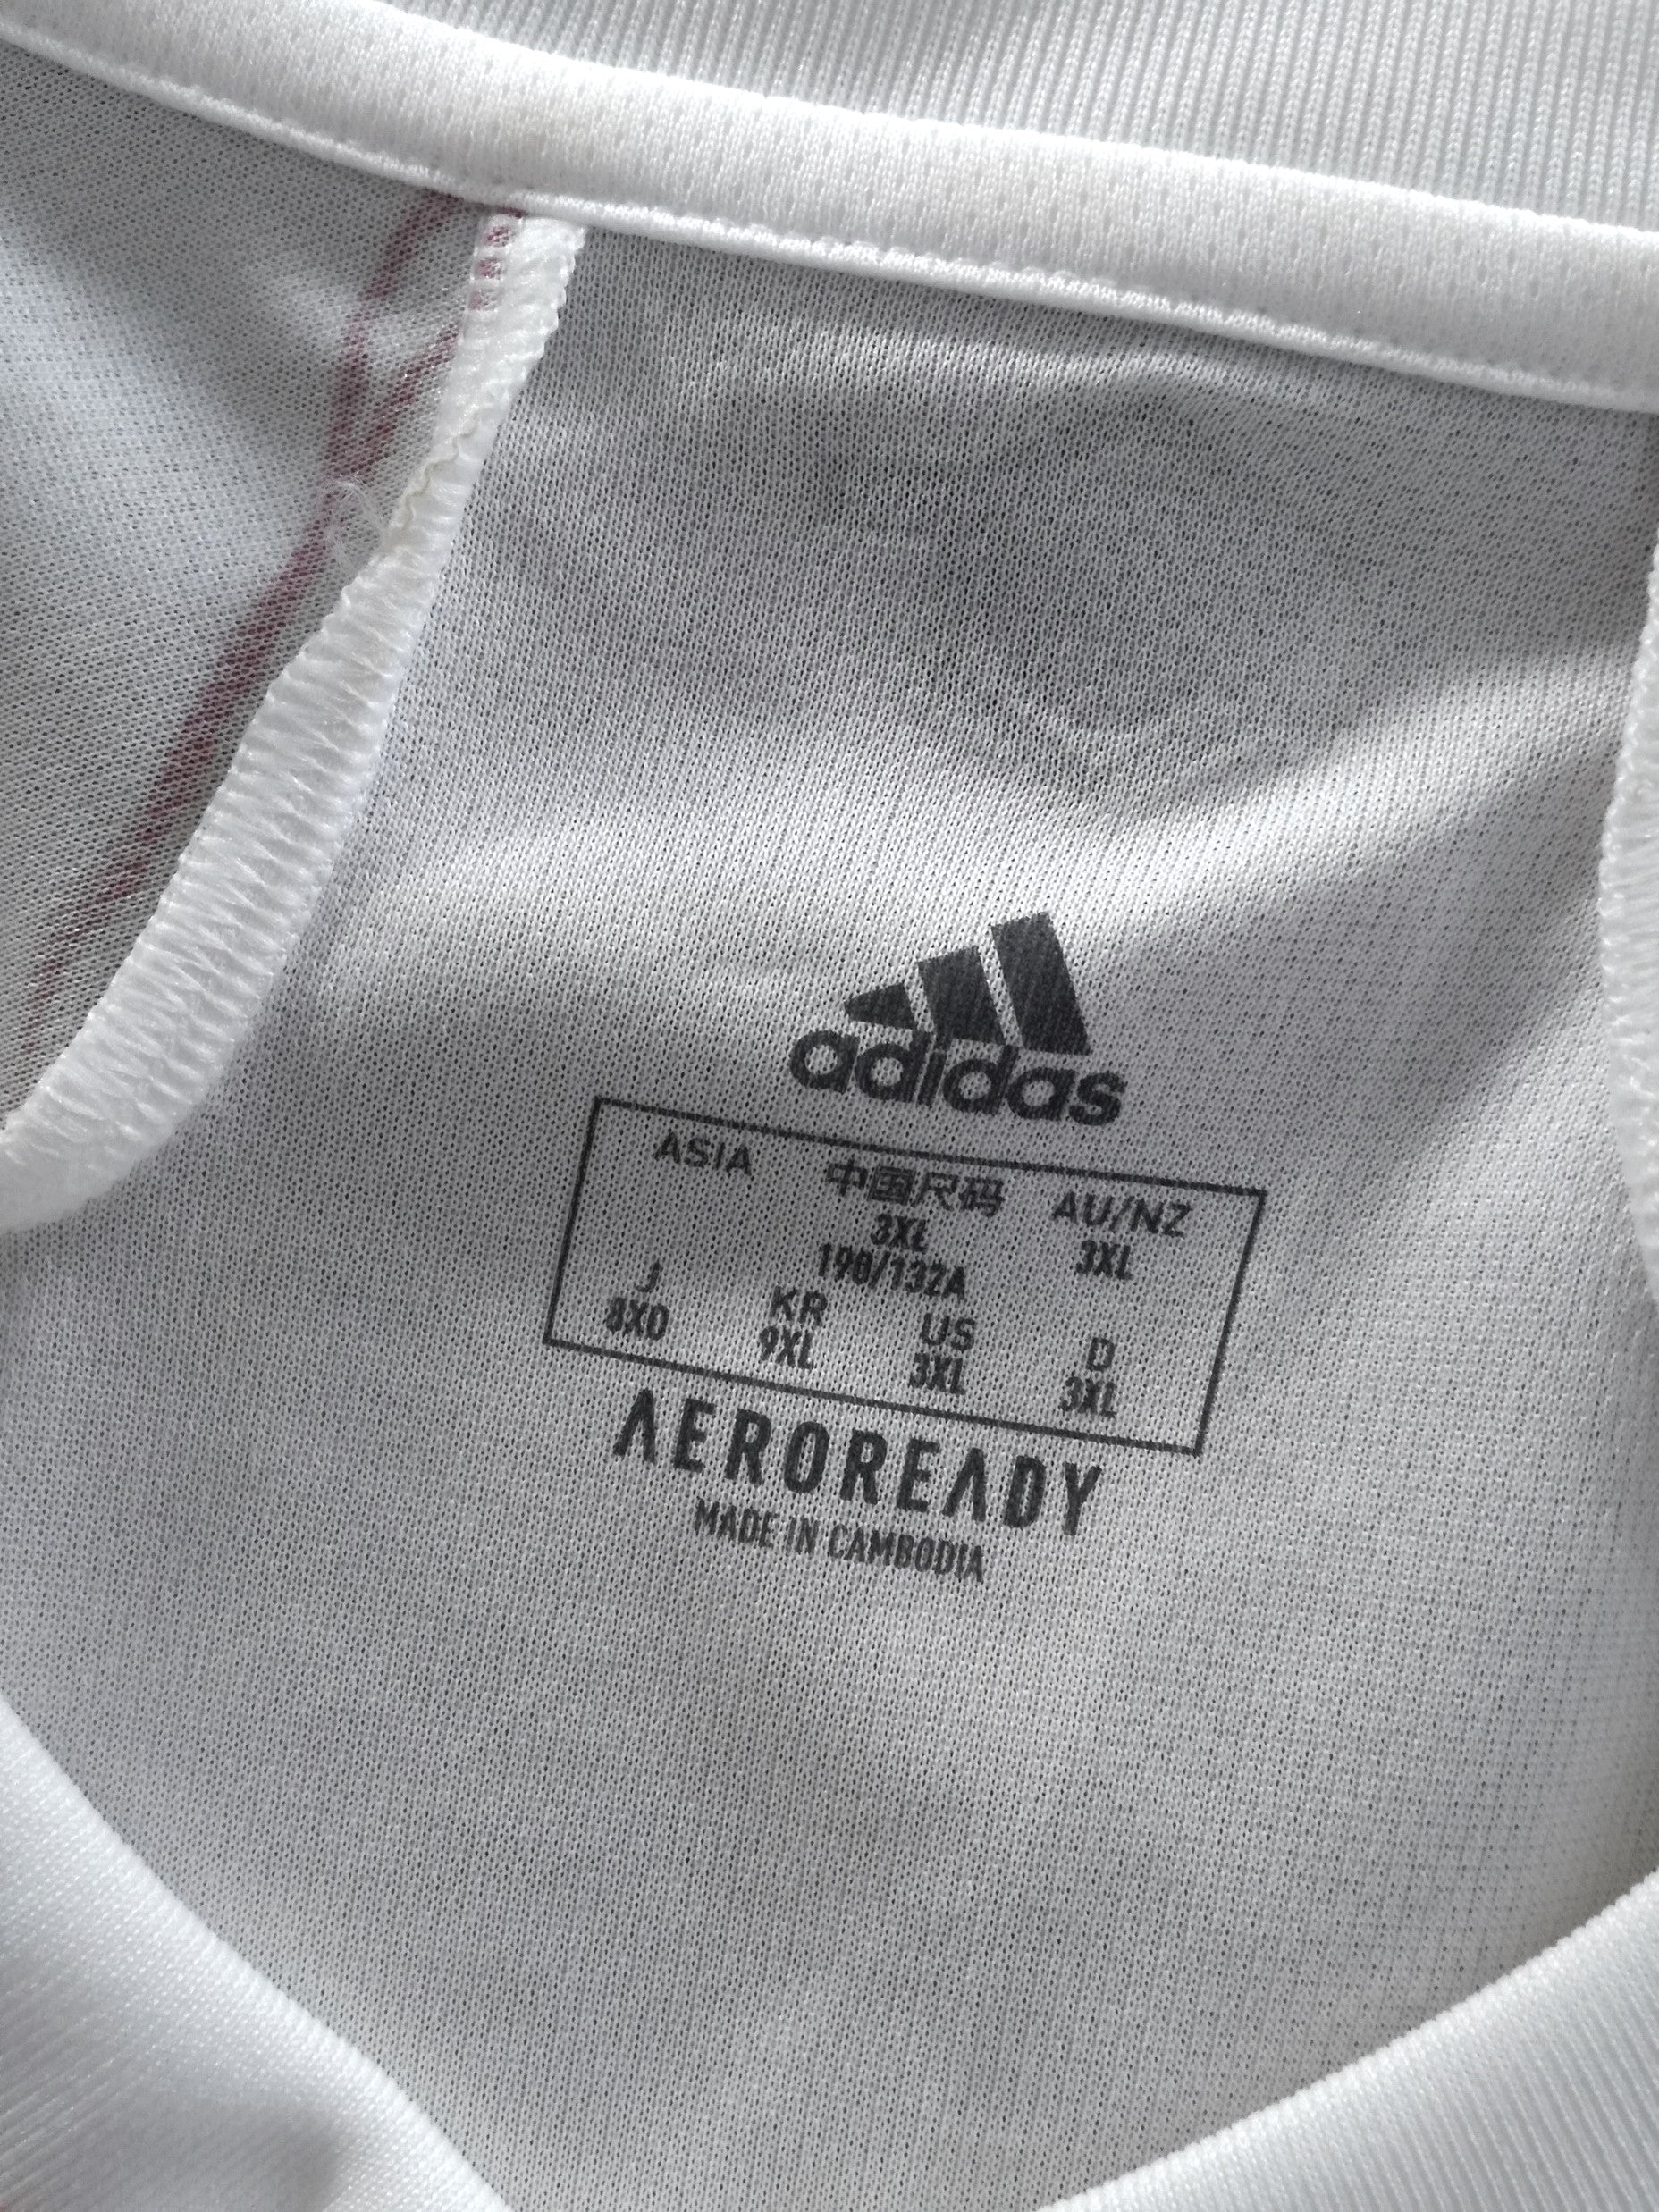 adidas
ASIA 中国尺码 AU/NZ
3XL 3XL
190/132A
J KR US D
8XO 9XL 3XL 3XL
AEROREADY
MADE IN CAMBODIA